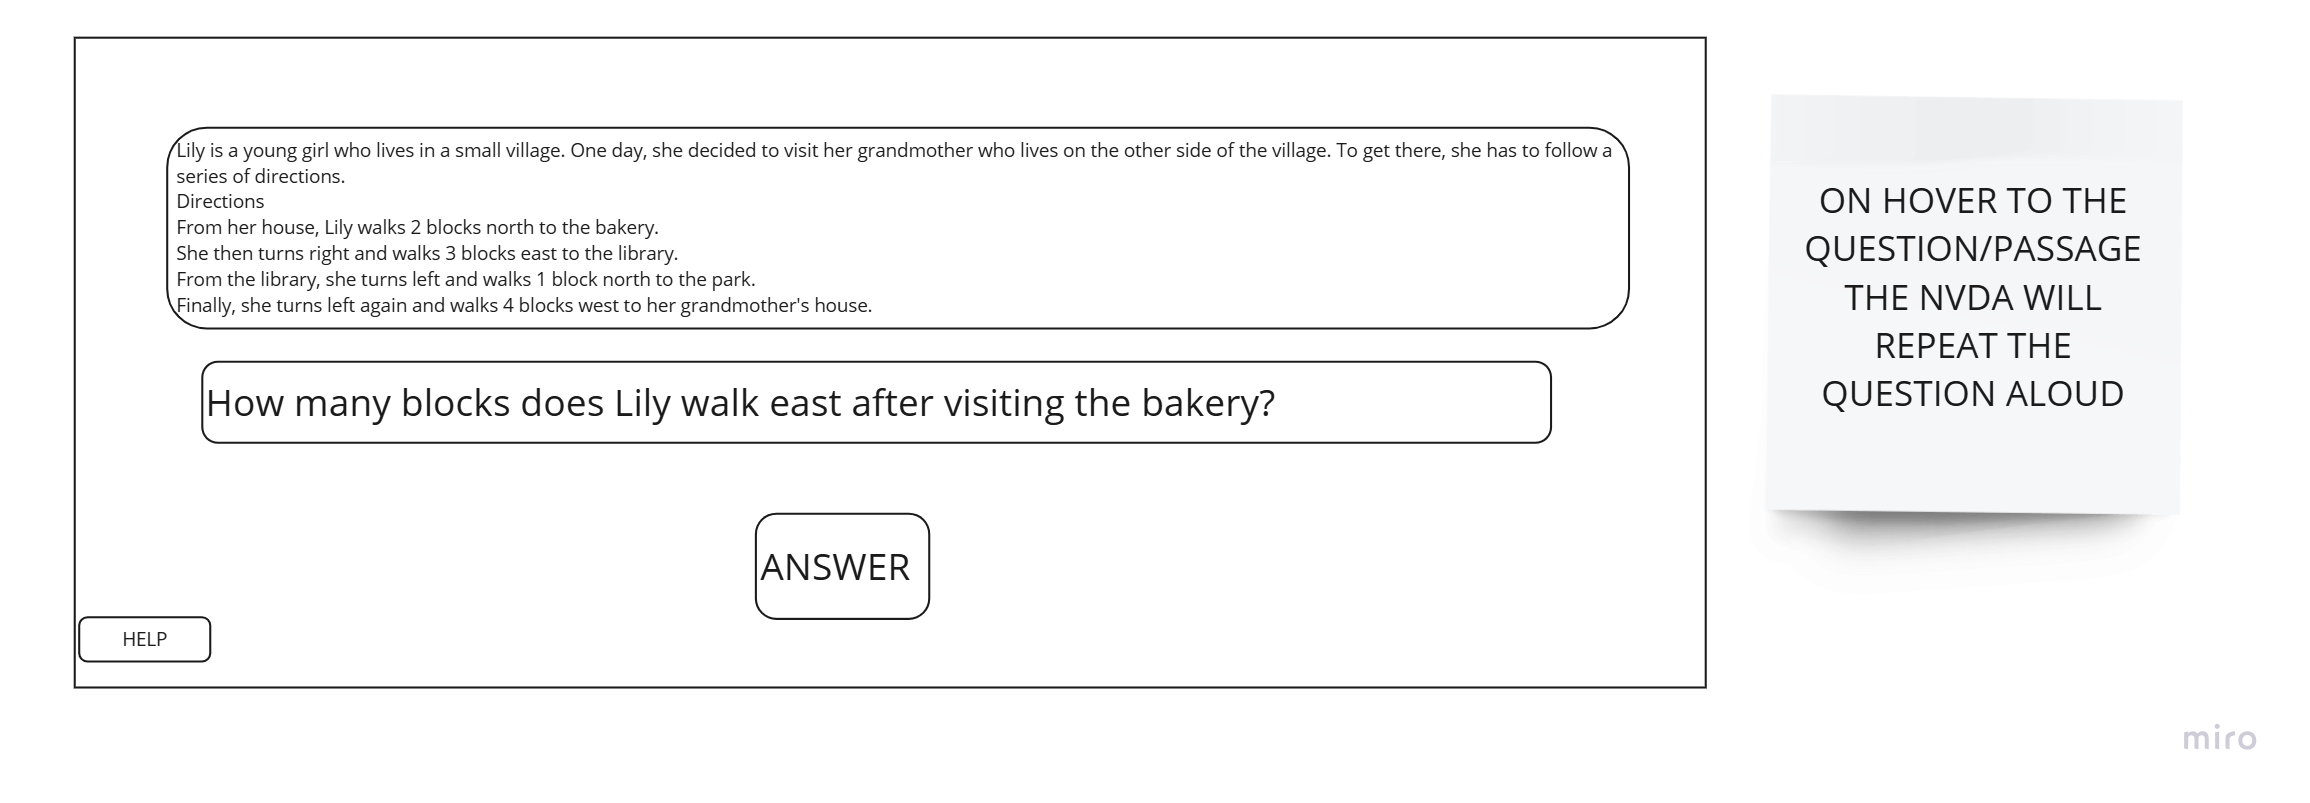 Lily is a young girl who lives in a small village. One day, she decided to visit her grandmother who lives on the other side of the village. To get there, she has to follow a
series of directions.
Directions
From her house, Lily walks 2 blocks north to the bakery.
She then turns right and walks 3 blocks east to the library.
From the library, she turns left and walks 1 block north to the park.
Finally, she turns left again and walks 4 blocks west to her grandmother's house.
How many blocks does Lily walk east after visiting the bakery?
ANSWER
HELP
ON HOVER TO THE
QUESTION/PASSAGE
THE NVDA WILL
REPEAT THE
QUESTION ALOUD
miro